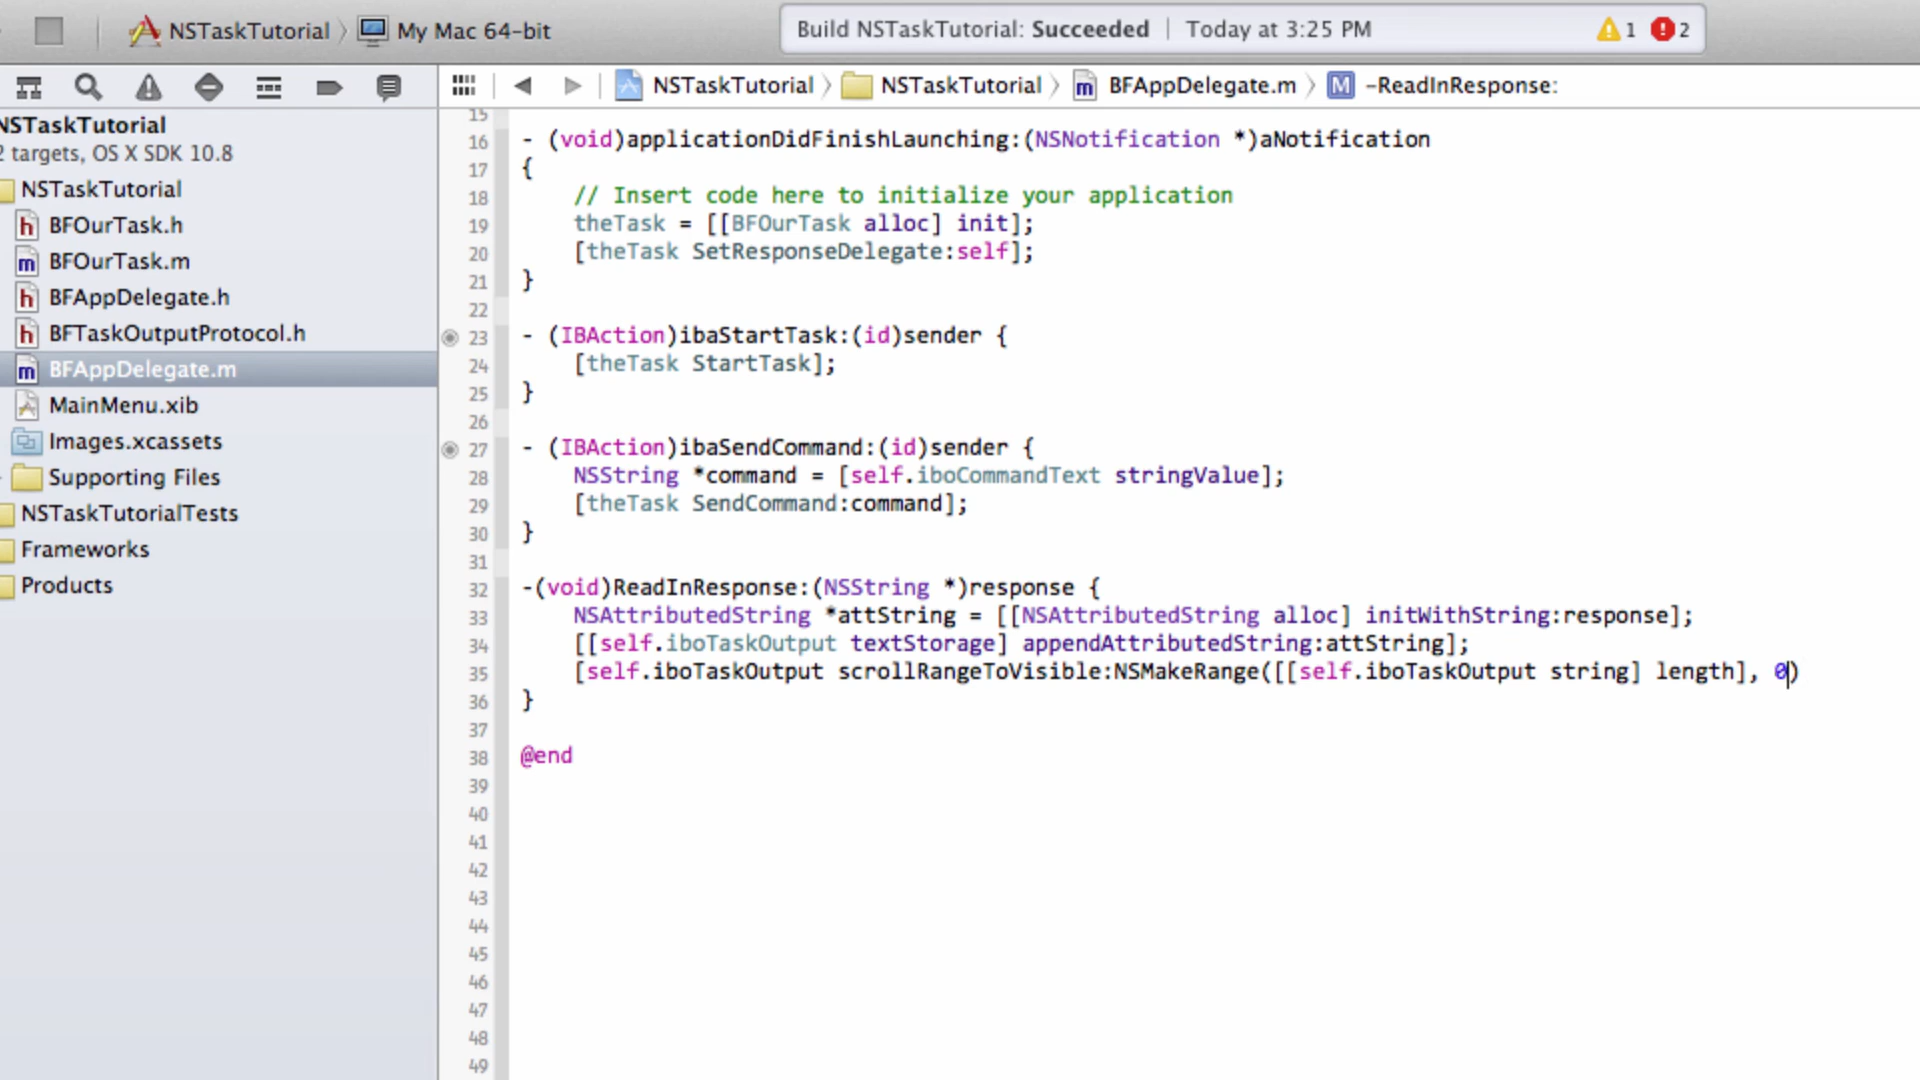 NSTaskTutorial 〉 My Mac 64-bit
Build NSTaskTutorial: Succeeded | Today at 3:25 PM 1 2
NSTaskTutorial 〉 NSTaskTutorial 〉 m BFAppDelegate.m 〉 M -ReadInResponse:
NSTaskTutorial
2 targets, OS X SDK 10.8
NSTaskTutorial
h BFOurTask.h
m BFOurTask.m
h BFAppDelegate.h
h BFTaskOutputProtocol.h
m BFAppDelegate.m
MainMenu.xib
Images.xcassets
Supporting Files
NSTaskTutorialTests
Frameworks
Products
15
16 - (void)applicationDidFinishLaunching:(NSNotification *)aNotification
17 {
18 // Insert code here to initialize your application
19 theTask = [[BFOurTask alloc] init];
20 [theTask SetResponseDelegate:self];
21 }
22
23 - (IBAction)ibaStartTask:(id)sender {
24 [theTask StartTask];
25 }
26
27 - (IBAction)ibaSendCommand:(id)sender {
28 NSString *command = [self.iboCommandText stringValue];
29 [theTask SendCommand:command];
30 }
31
32 -(void)ReadInResponse:(NSString *)response {
33 NSAttributedString *attString = [[NSAttributedString alloc] initWithString:response];
34 [[self.iboTaskOutput textStorage] appendAttributedString:attString];
35 [self.iboTaskOutput scrollRangeToVisible:NSMakeRange([[self.iboTaskOutput string] length], 0)
36 }
37
38 @end
39
40
41
42
43
44
45
46
47
48
49